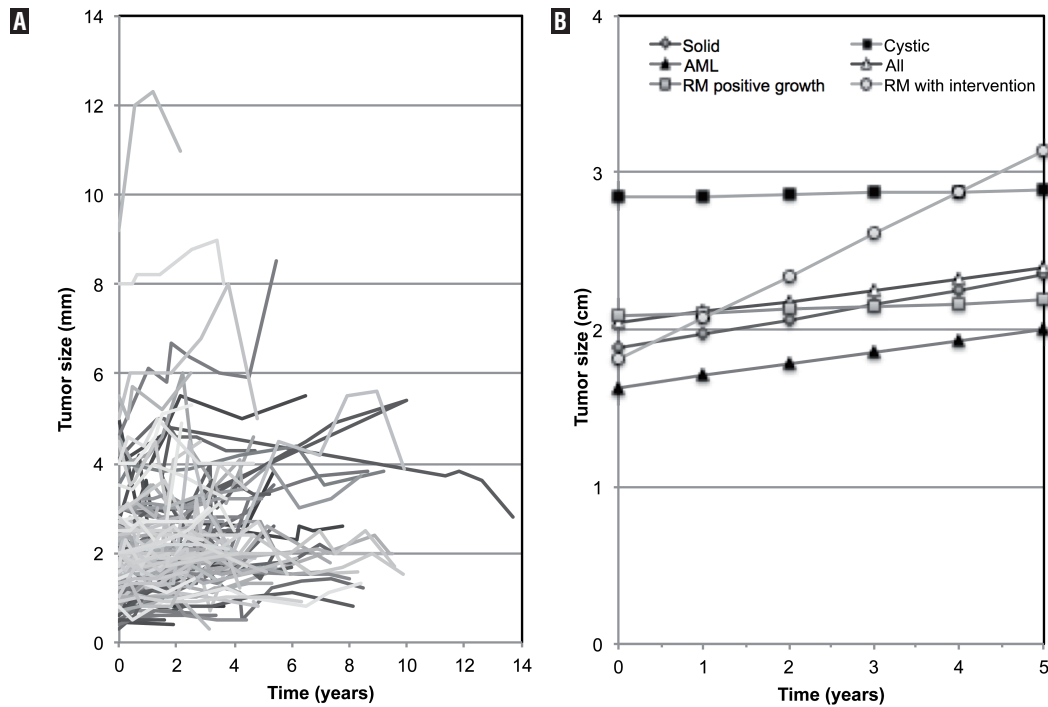 A
14
12
10
8
6
4
2
0
Tumor size (mm)
0 2 4 6 8 10 12 14
Time (years)
B
4
3
2
1
0
Tumor size (cm)
Solid Cystic
AML All
RM positive growth RM with intervention
0 1 2 3 4 5
Time (years)